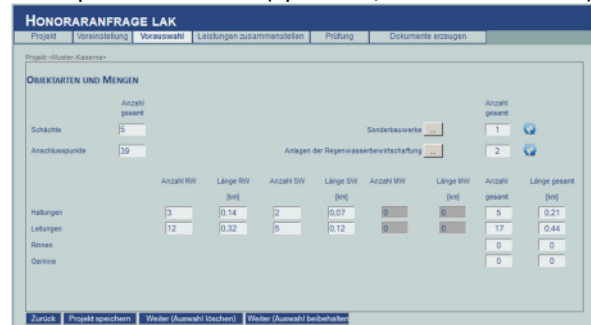 HONORARANFRAGE LAK
Projekt Voreinstellung Vorauswahl Leistungen zusammenstellen Prüfung Dokumente erzeugen
Projekt <Muster-Kaserne>
OBJEKTARTEN UND MENGEN
Anzahl gesamt Anzahl gesamt
Schächte 5 Sonderbauwerke ... 1
Anschlusspunkte 39 Anlagen der Regenwasserbewirtschaftung ... 2
Anzahl RW Länge RW Anzahl SW Länge SW Anzahl MW Länge MW Anzahl Länge gesamt
[km] [km] [km] gesamt [km]
Haltungen 3 0,14 2 0,07 0 0 5 0,21
Leitungen 12 0,32 5 0,12 0 0 17 0,44
Rinnen 0 0
Gerinne 0 0
Zurück Projekt speichern Weiter (Auswahl löschen) Weiter (Auswahl beibehalten